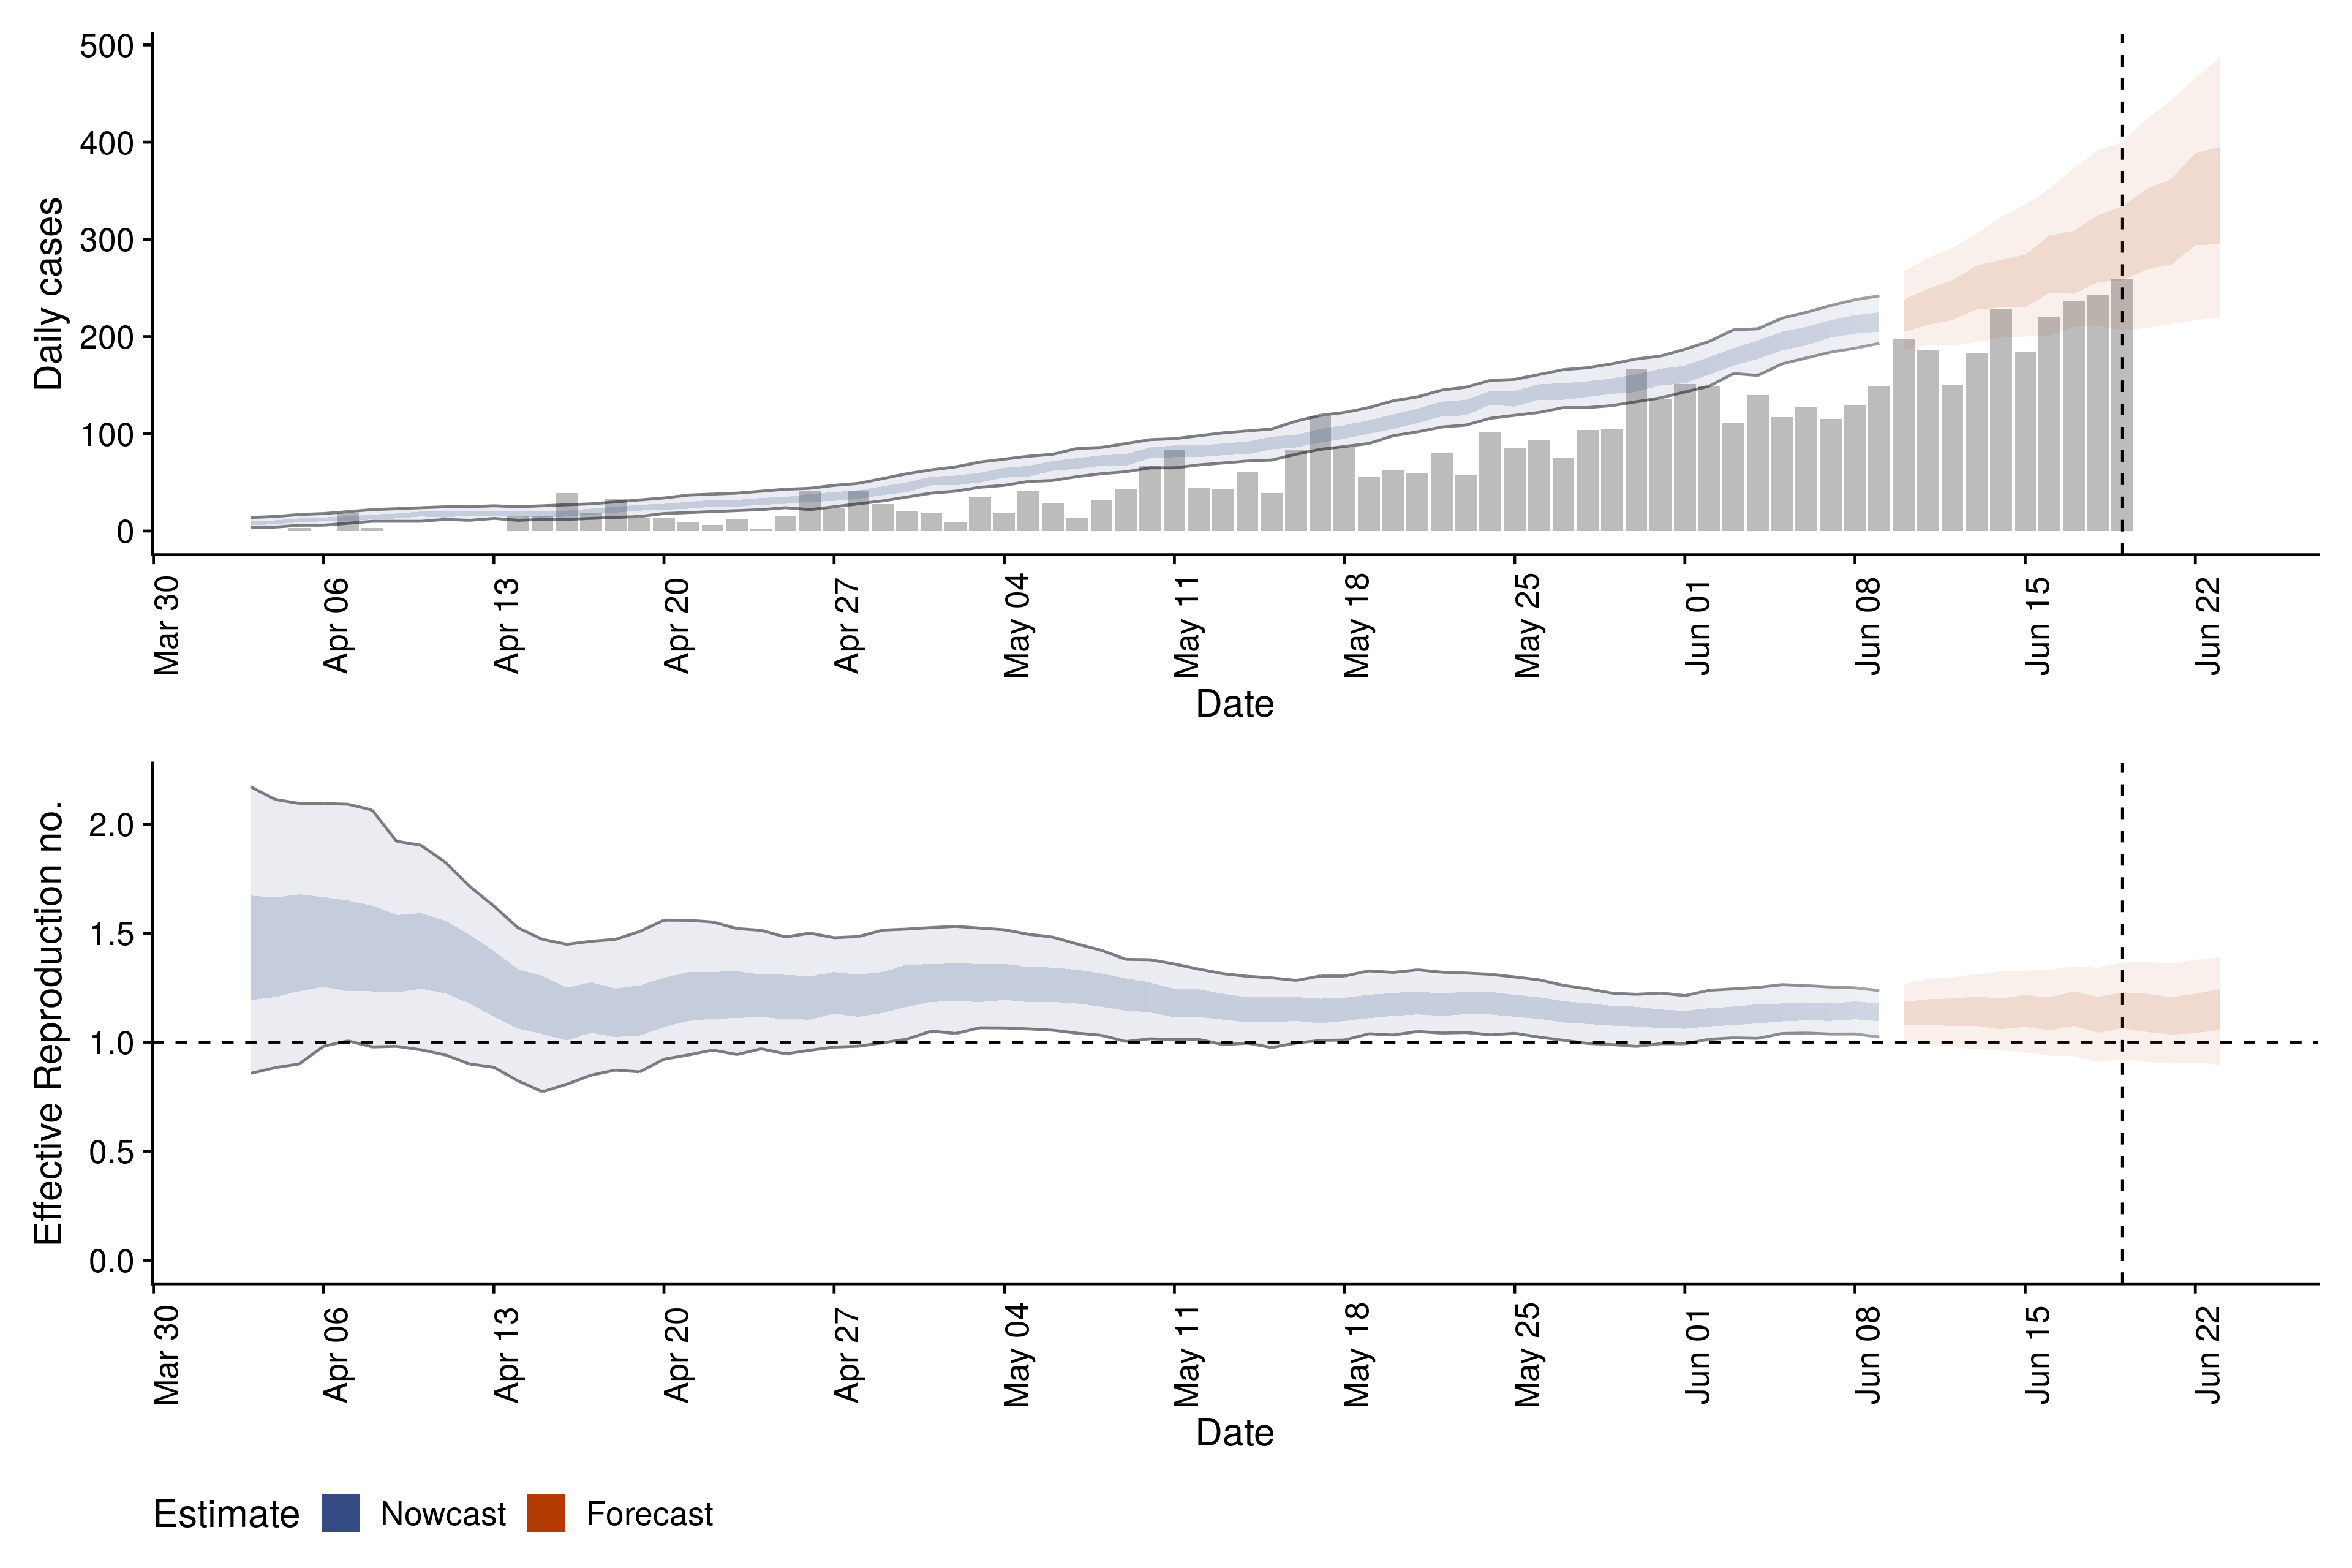 Daily cases
500
400
300
200
100
0
Mar 30
Apr 06
Apr 13
Apr 20
Apr 27
May 04
May 11
May 18
May 25
Jun 01
Jun 08
Jun 15
Jun 22
Date
Effective Reproduction no.
2.0
1.5
1.0
0.5
0.0
Mar 30
Apr 06
Apr 13
Apr 20
Apr 27
May 04
May 11
May 18
May 25
Jun 01
Jun 08
Jun 15
Jun 22
Date
Estimate Nowcast Forecast